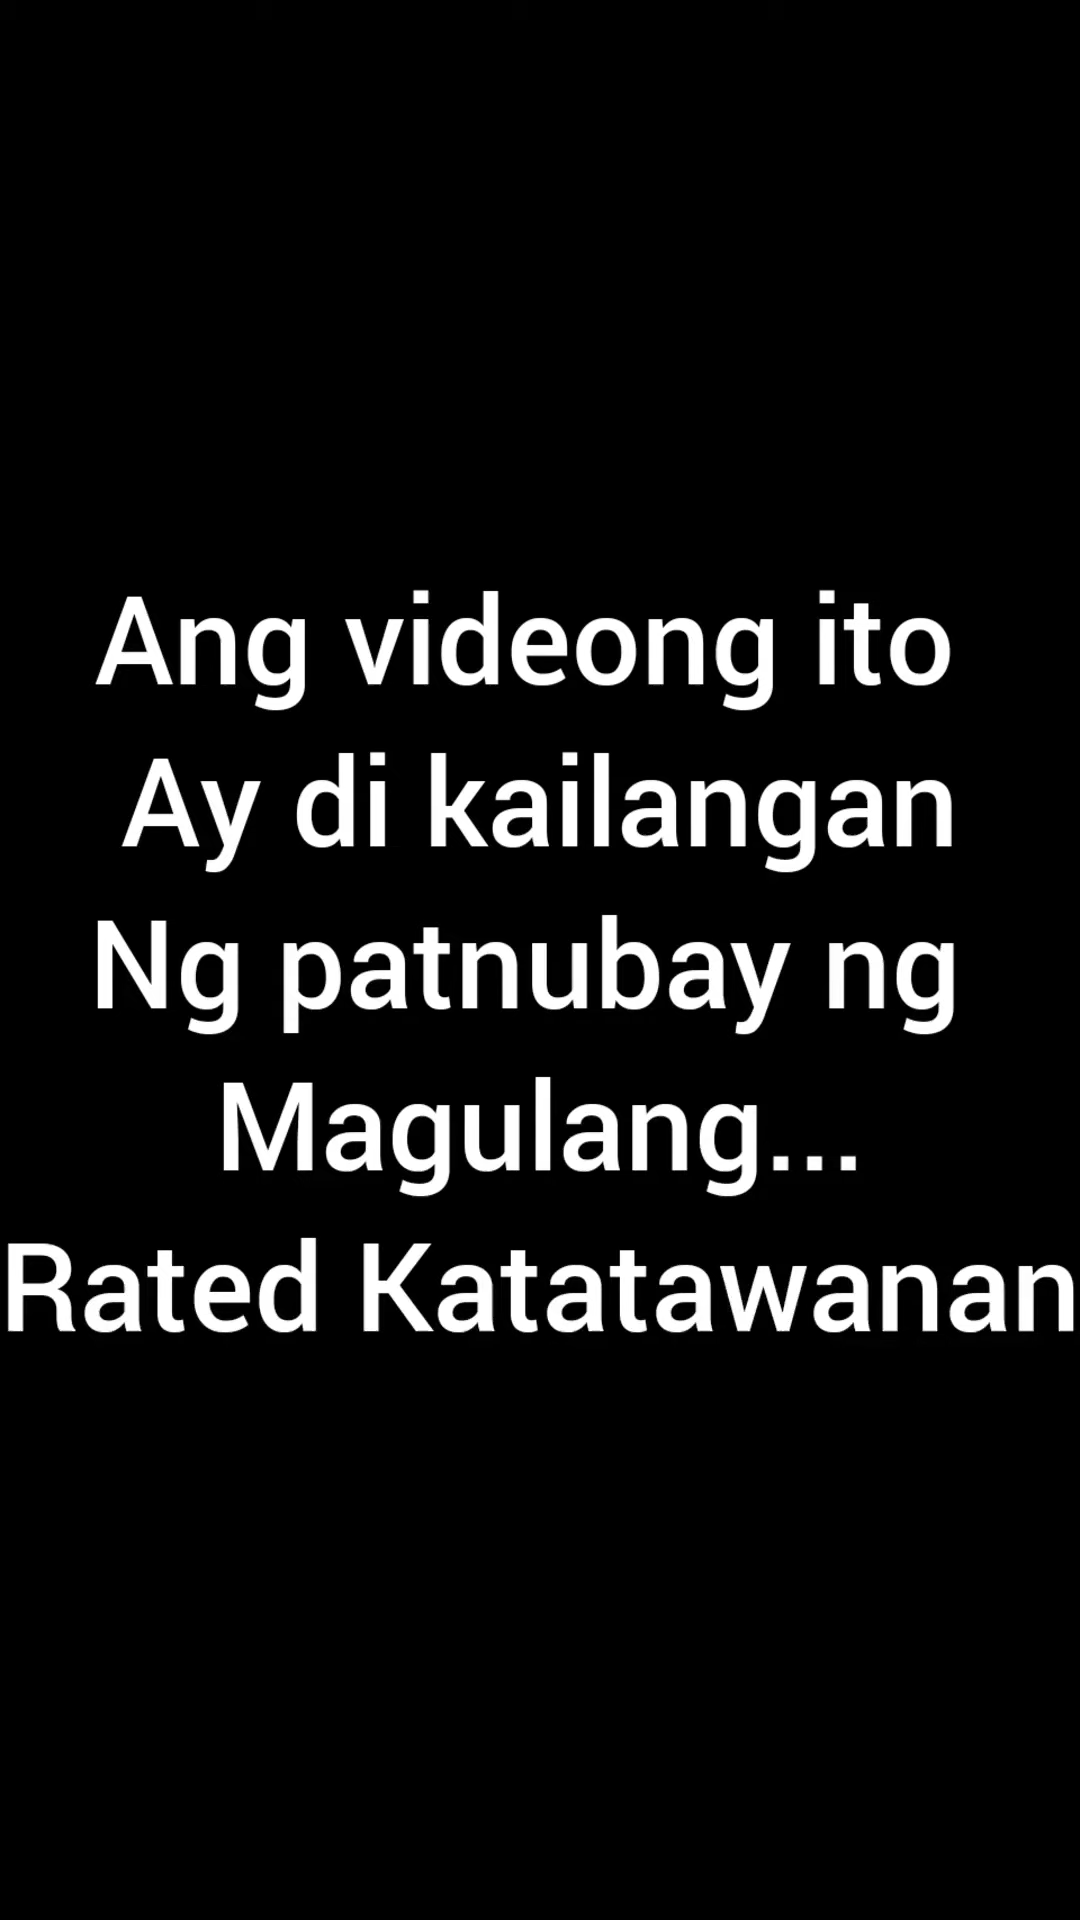 Ang videong ito
Ay di kailangan
Ng patnubay ng
Magulang...
Rated Katatawanan